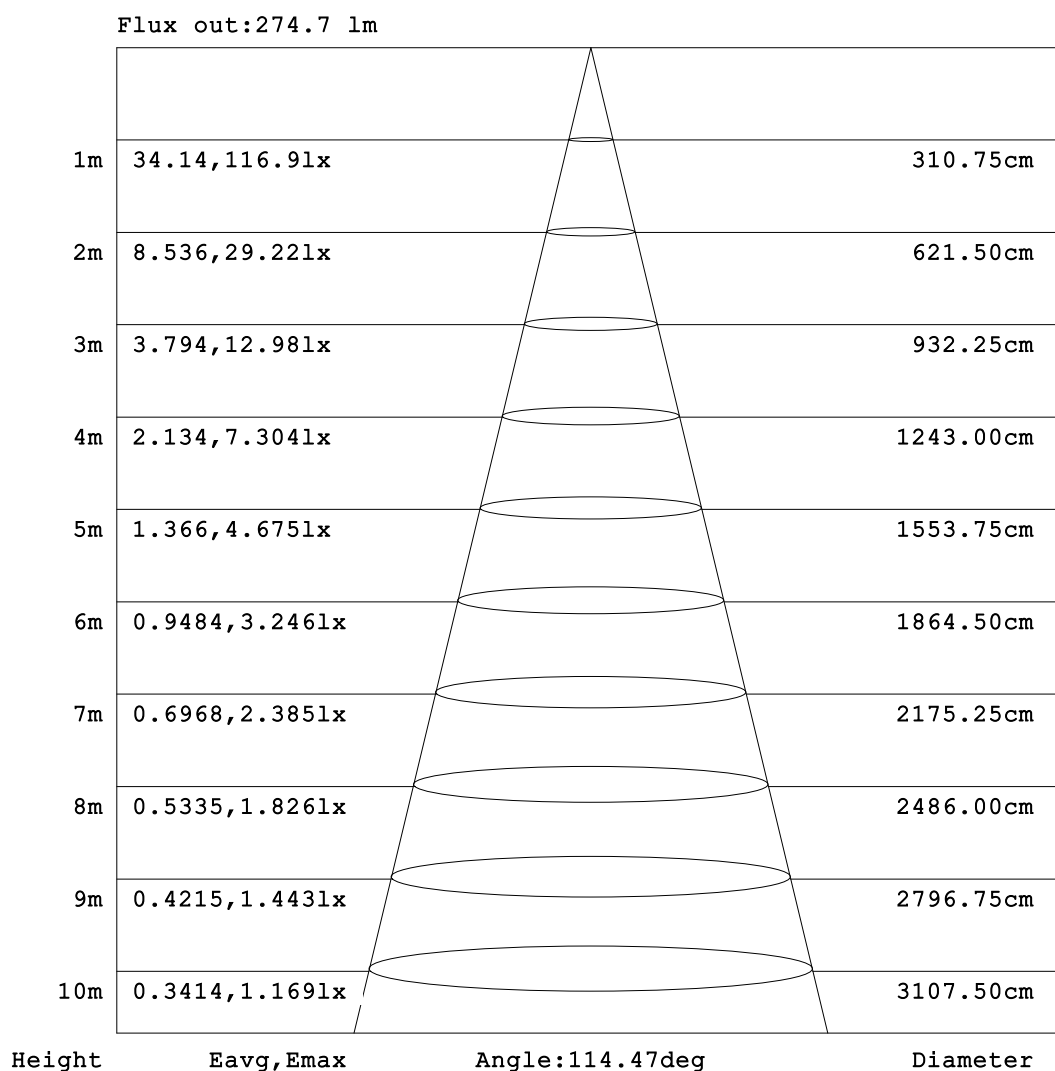 Flux out:274.7 lm
1m 34.14,116.9lx 310.75cm
2m 8.536,29.22lx 621.50cm
3m 3.794,12.98lx 932.25cm
4m 2.134,7.304lx 1243.00cm
5m 1.366,4.675lx 1553.75cm
6m 0.9484,3.246lx 1864.50cm
7m 0.6968,2.385lx 2175.25cm
8m 0.5335,1.826lx 2486.00cm
9m 0.4215,1.443lx 2796.75cm
10m 0.3414,1.169lx 3107.50cm
Height Eavg,Emax Angle:114.47deg Diameter